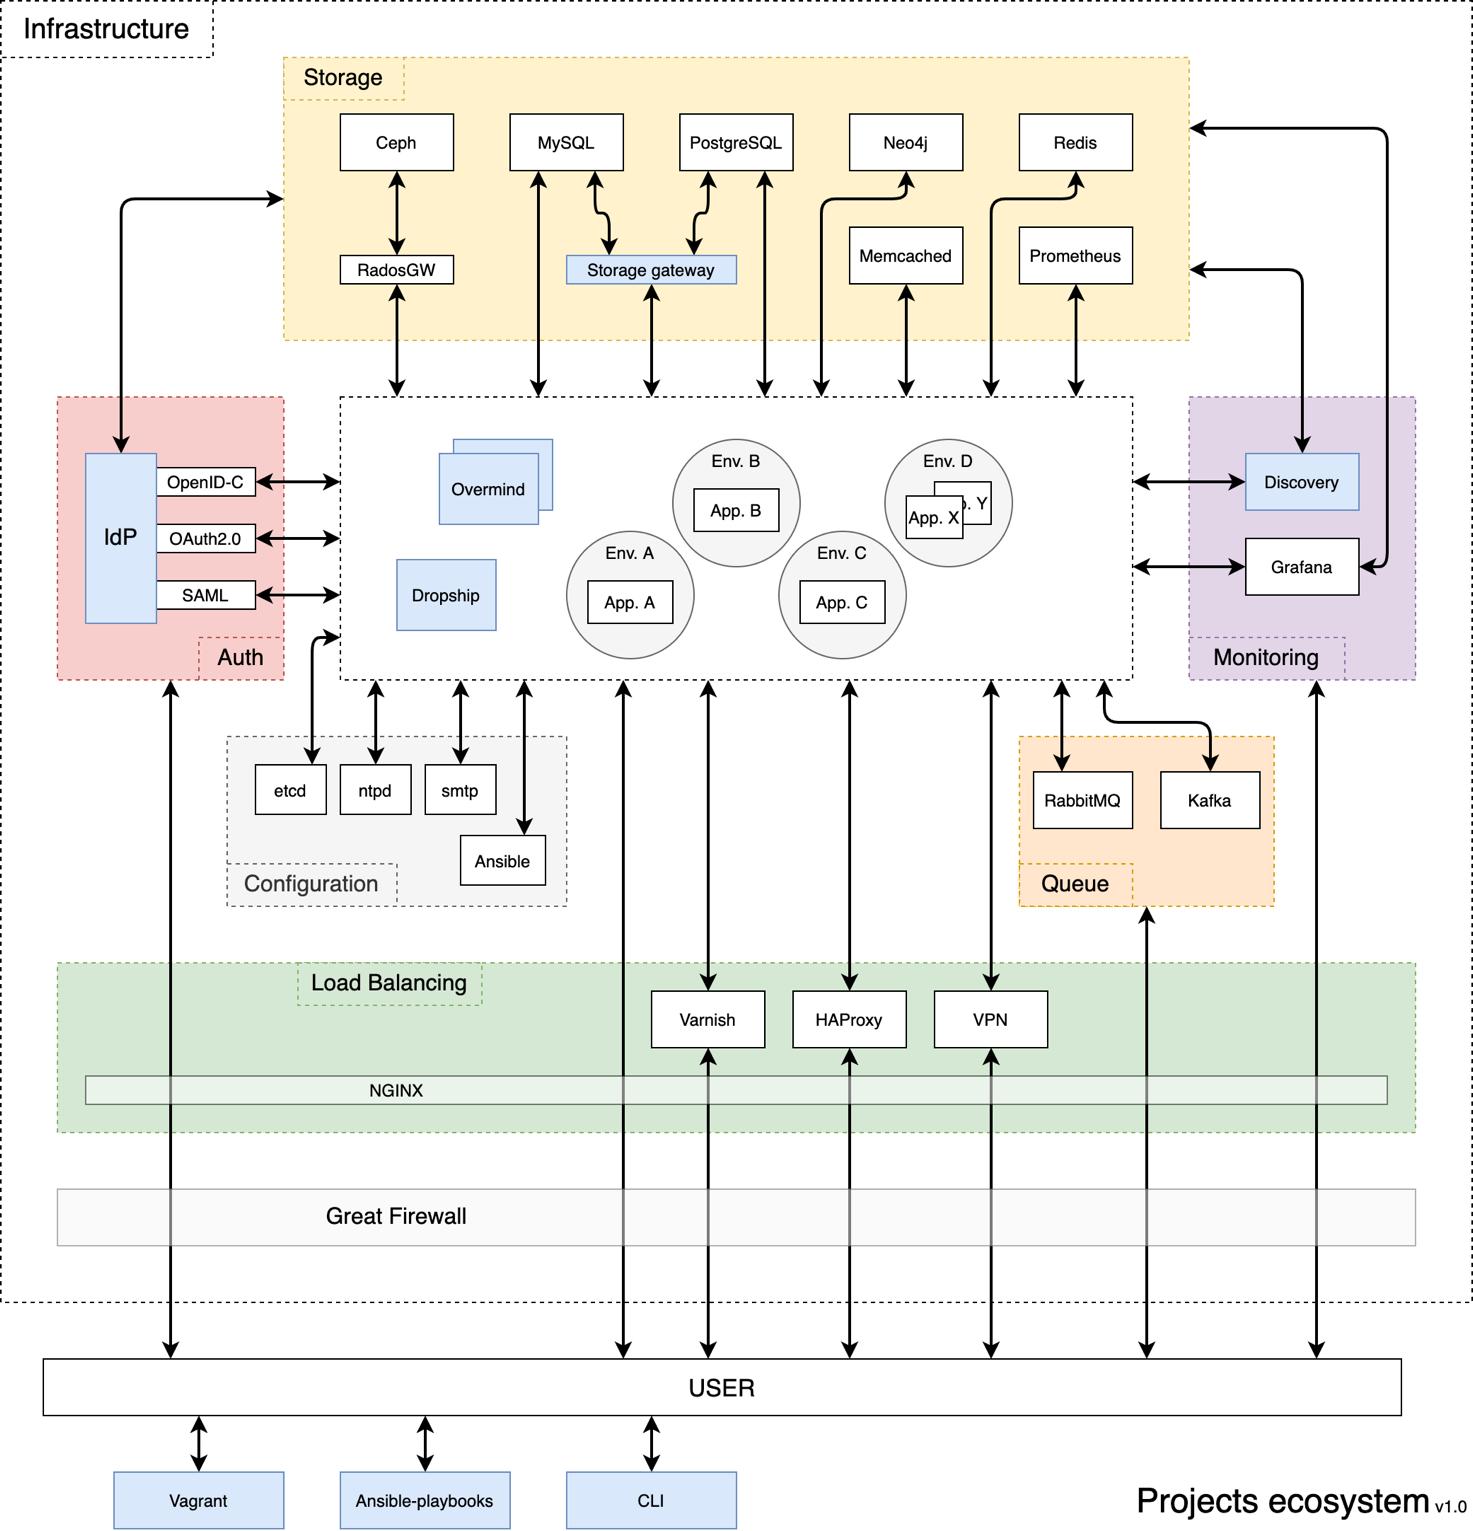 Infrastructure
Storage
Ceph
MySQL
PostgreSQL
Neo4j
Redis
RadosGW
Storage gateway
Memcached
Prometheus
IdP
OpenID-C
OAuth2.0
SAML
Auth
Overmind
Dropship
Env. B
App. B
Env. D
p. Y
App. X
Env. A
App. A
Env. C
App. C
Discovery
Grafana
Monitoring
etcd
ntpd
smtp
Ansible
Configuration
RabbitMQ
Kafka
Queue
Load Balancing
Varnish
HAProxy
VPN
NGINX
Great Firewall
USER
Vagrant
Ansible-playbooks
CLI
Projects ecosystem v1.0